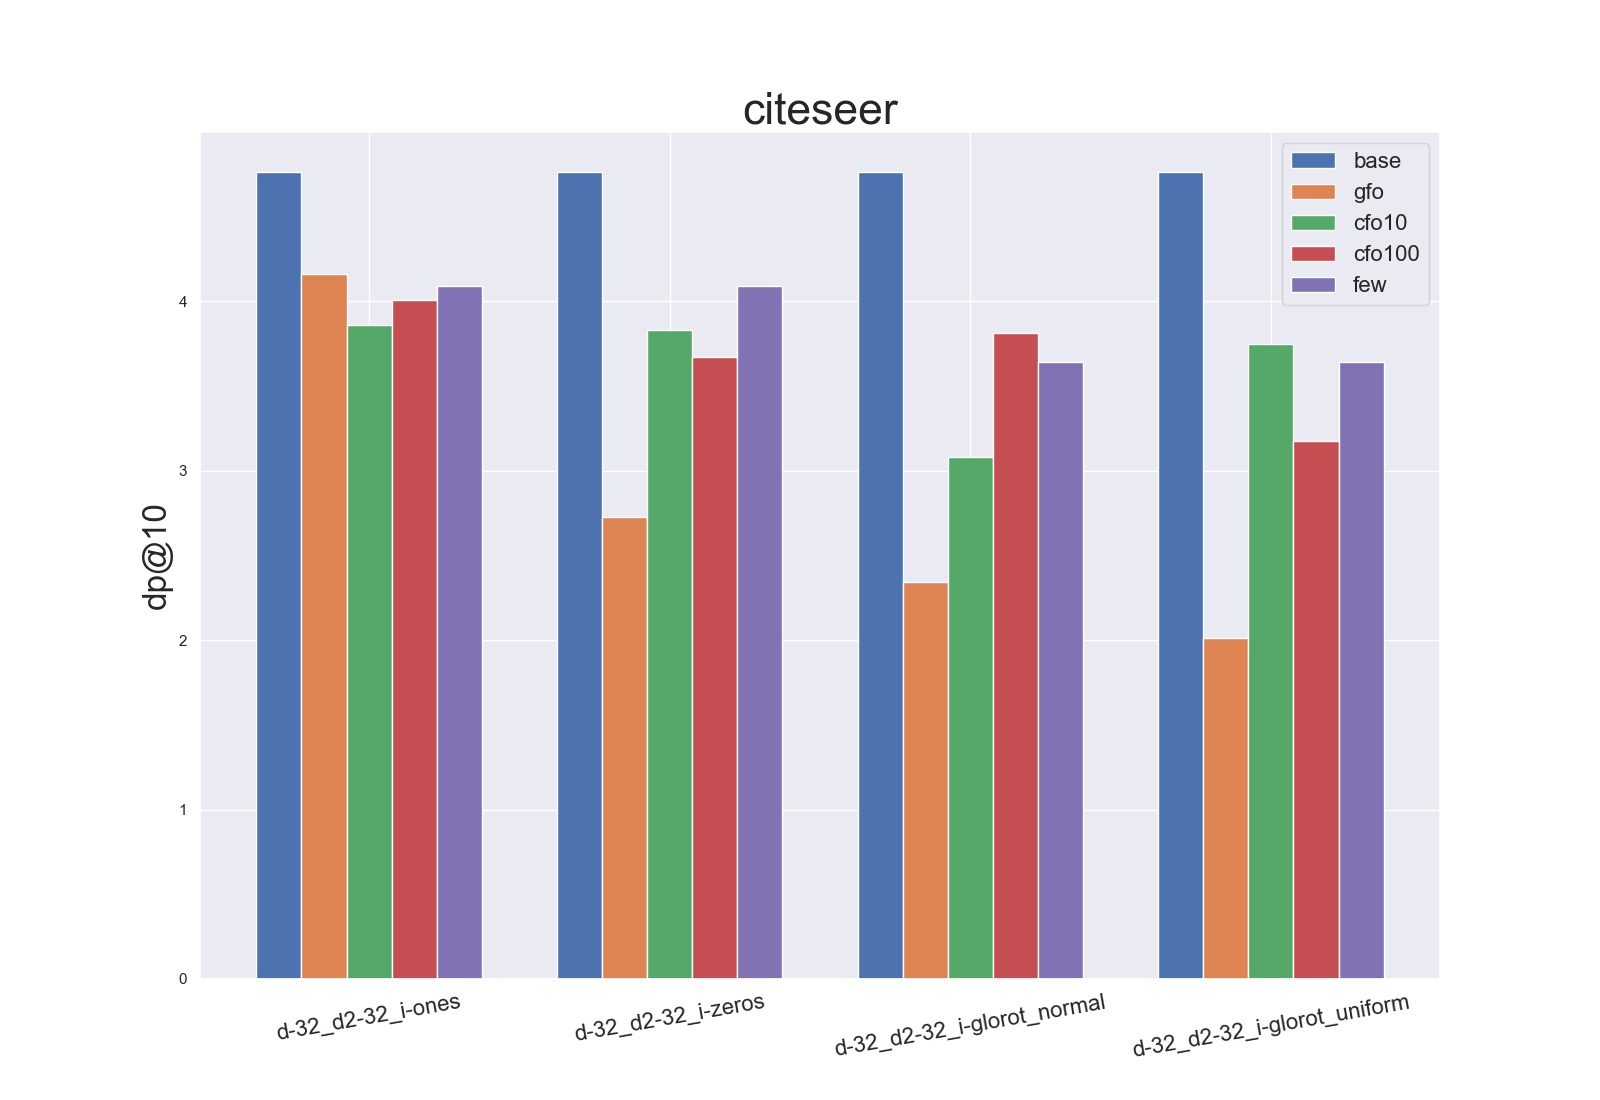 citeseer
base
gfo
cfo10
cfo100
few
dp@10
4
3
2
1
0
d-32_d2-32_i-ones
d-32_d2-32_i-zeros
d-32_d2-32_i-glorot_normal
d-32_d2-32_i-glorot_uniform